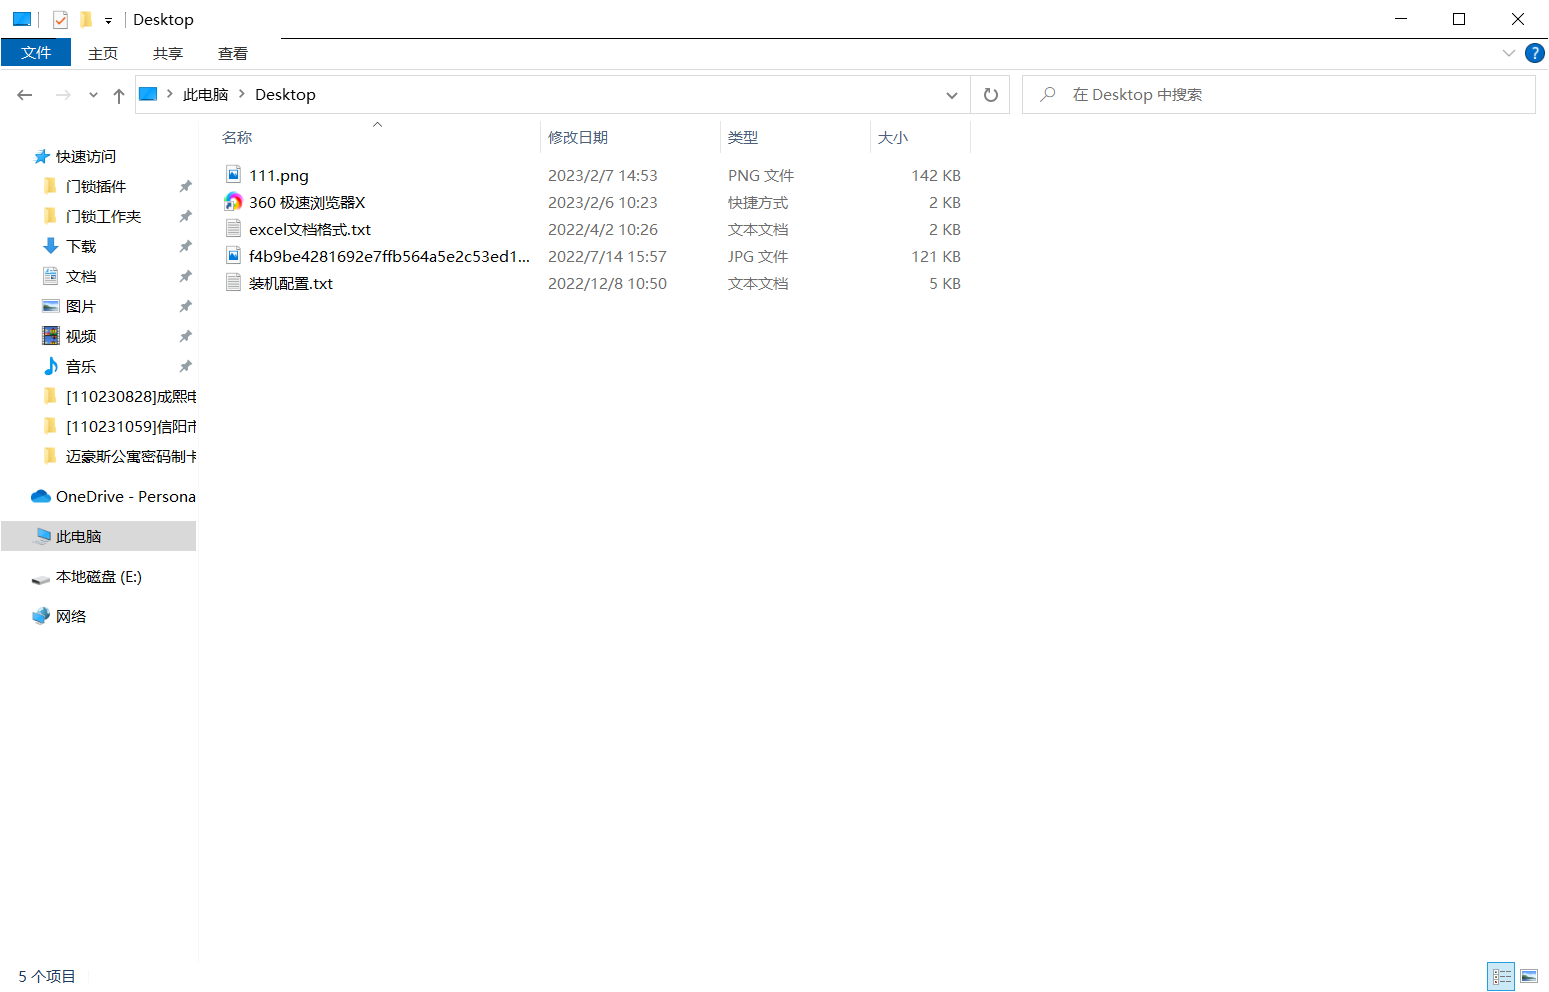 Desktop
文件 主页 共享 查看
此电脑 Desktop 在 Desktop 中搜索
名称 修改日期 类型 大小
111.png 2023/2/7 14:53 PNG 文件 142 KB
360 极速浏览器X 2023/2/6 10:23 快捷方式 2 KB
excel文档格式.txt 2022/4/2 10:26 文本文档 2 KB
f4b9be4281692e7ffb564a5e2c53ed1... 2022/7/14 15:57 JPG 文件 121 KB
装机配置.txt 2022/12/8 10:50 文本文档 5 KB
快速访问
门锁插件
门锁工作夹
下载
文档
图片
视频
音乐
[110230828]成熙电
[110231059]信阳市
迈豪斯公寓密码制卡
OneDrive - Persona
此电脑
本地磁盘 (E:)
网络
5 个项目